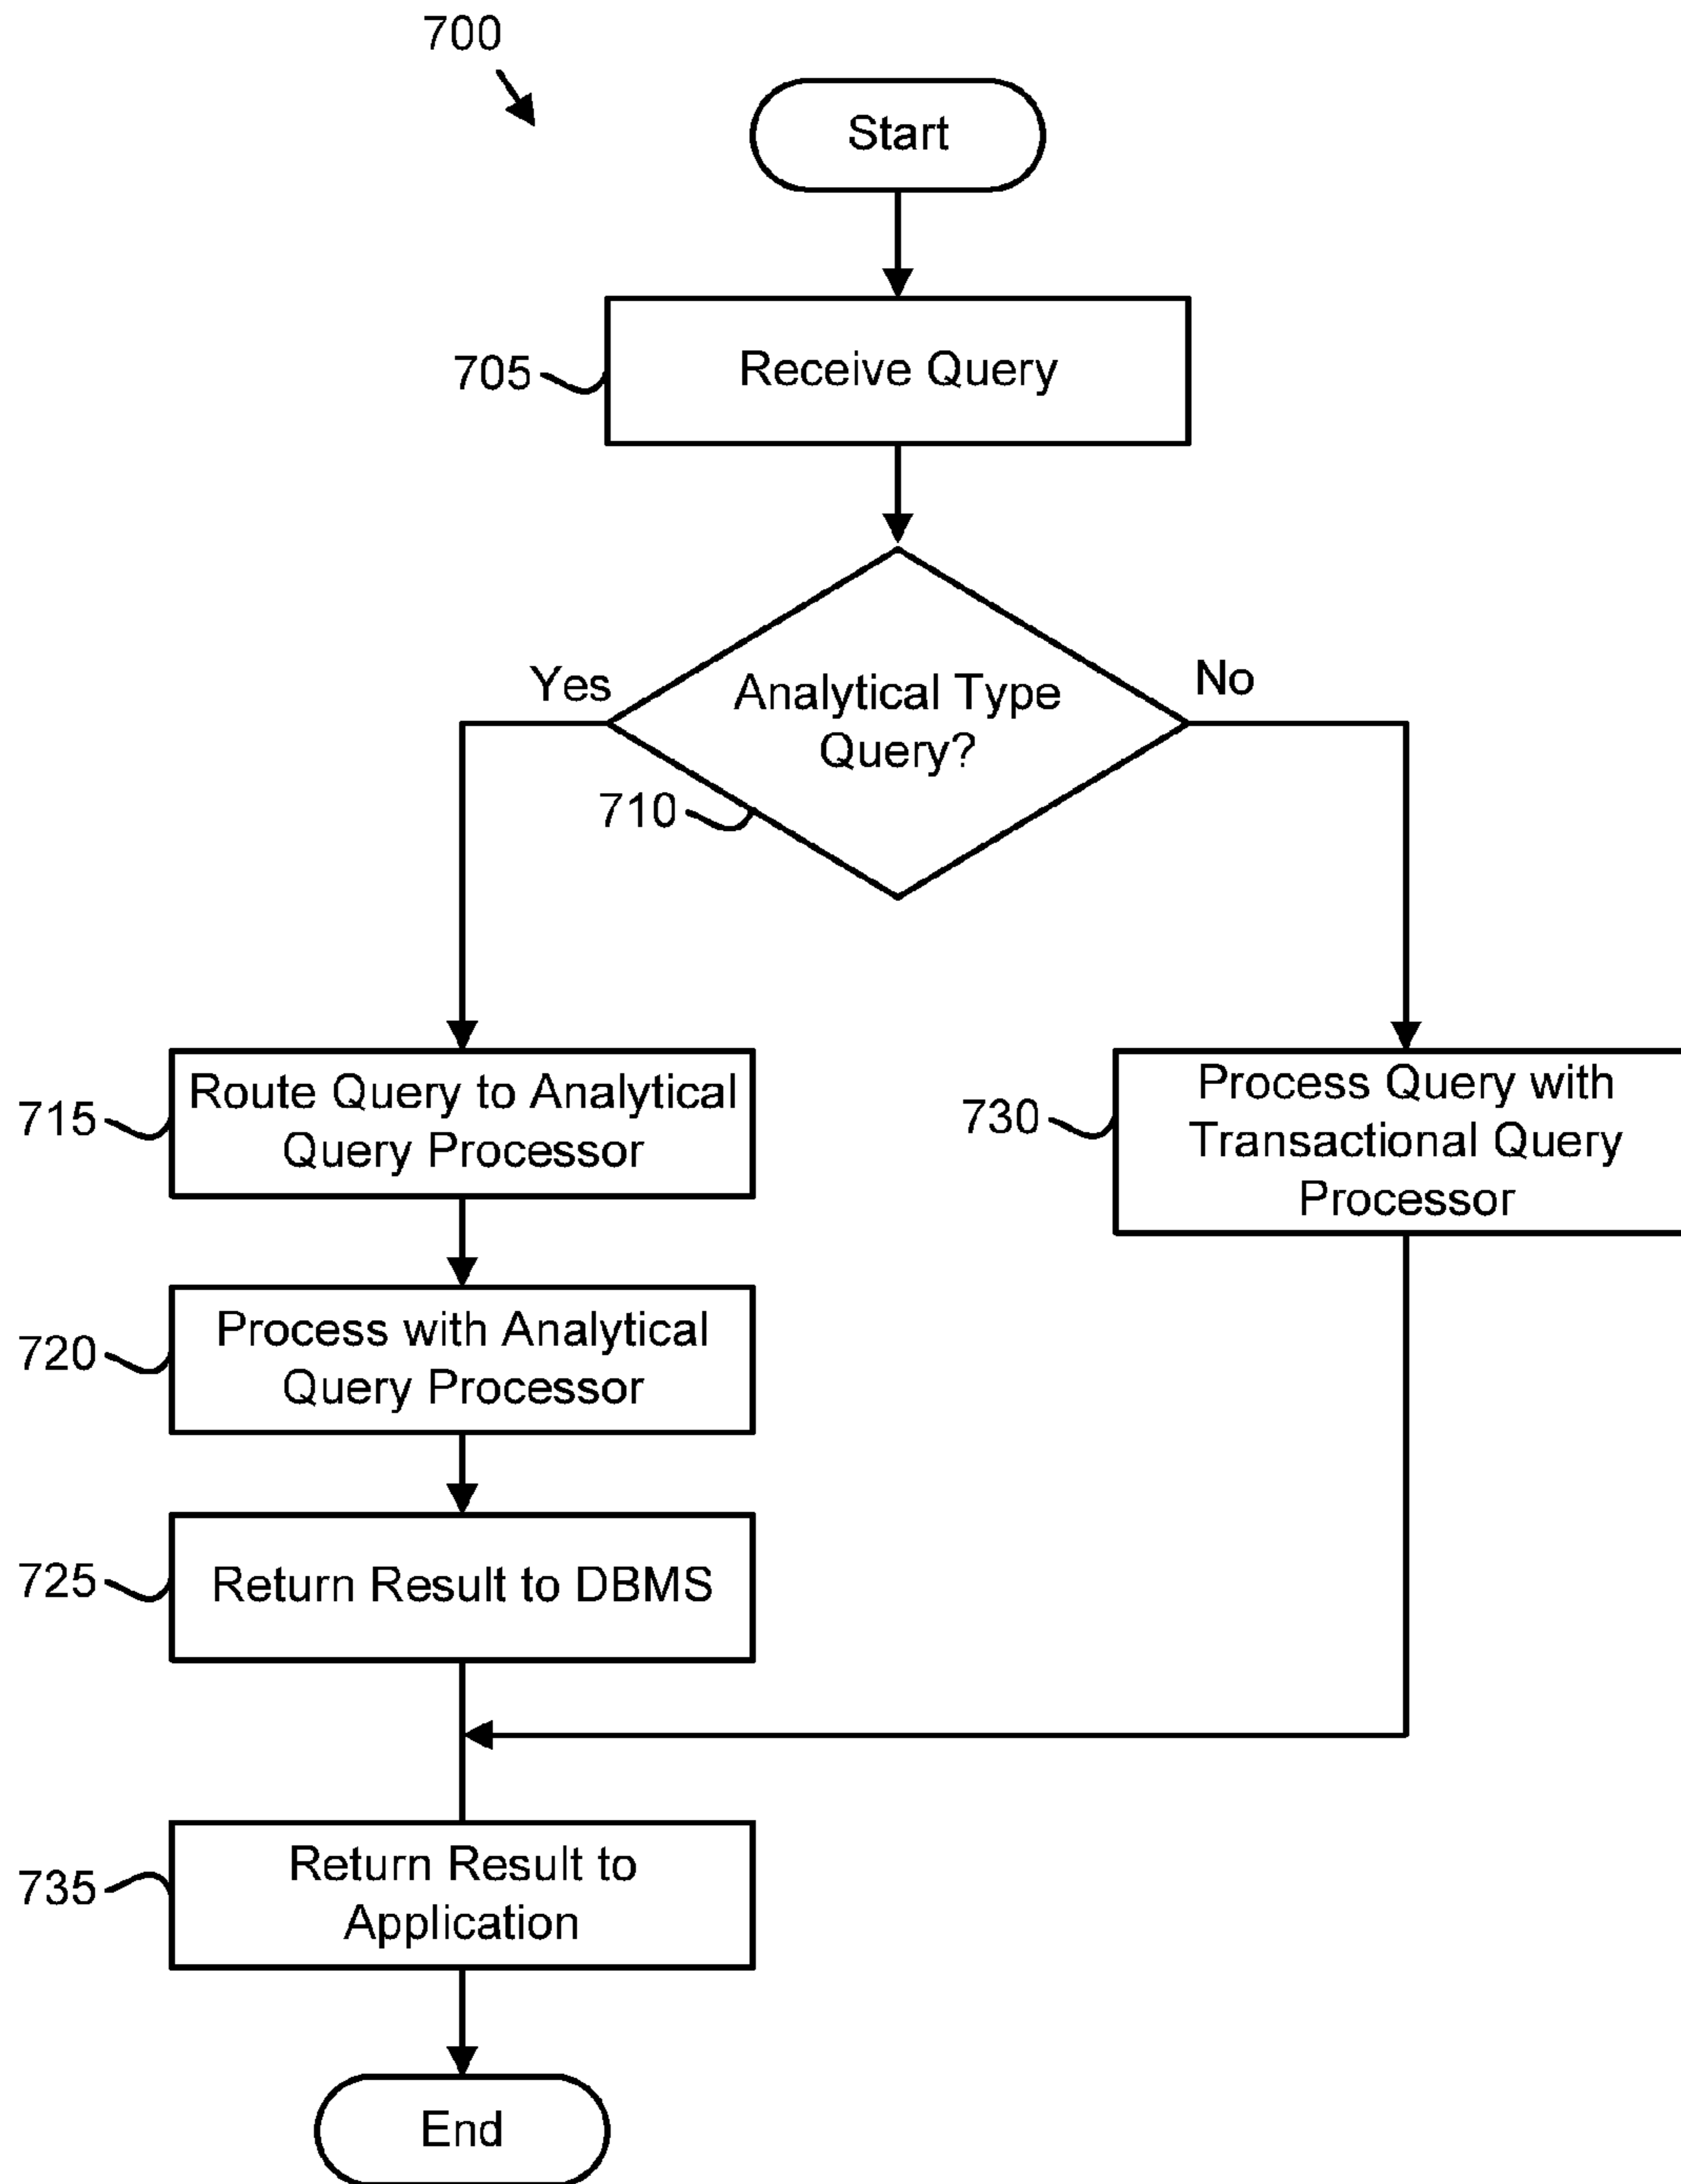 700
Start
705
Receive Query
Yes
No
Analytical Type
Query?
710
715
Route Query to Analytical
Query Processor
730
Process Query with
Transactional Query
Processor
720
Process with Analytical
Query Processor
725
Return Result to DBMS
735
Return Result to
Application
End